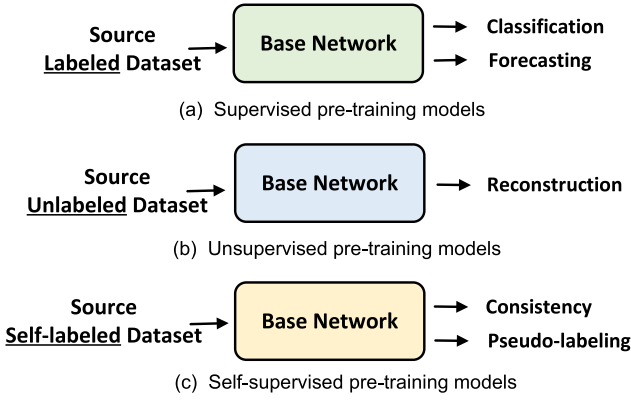 Source
Labeled Dataset
Base Network
Classification
Forecasting
(a) Supervised pre-training models
Source
Unlabeled Dataset
Base Network
Reconstruction
(b) Unsupervised pre-training models
Source
Self-labeled Dataset
Base Network
Consistency
Pseudo-labeling
(c) Self-supervised pre-training models